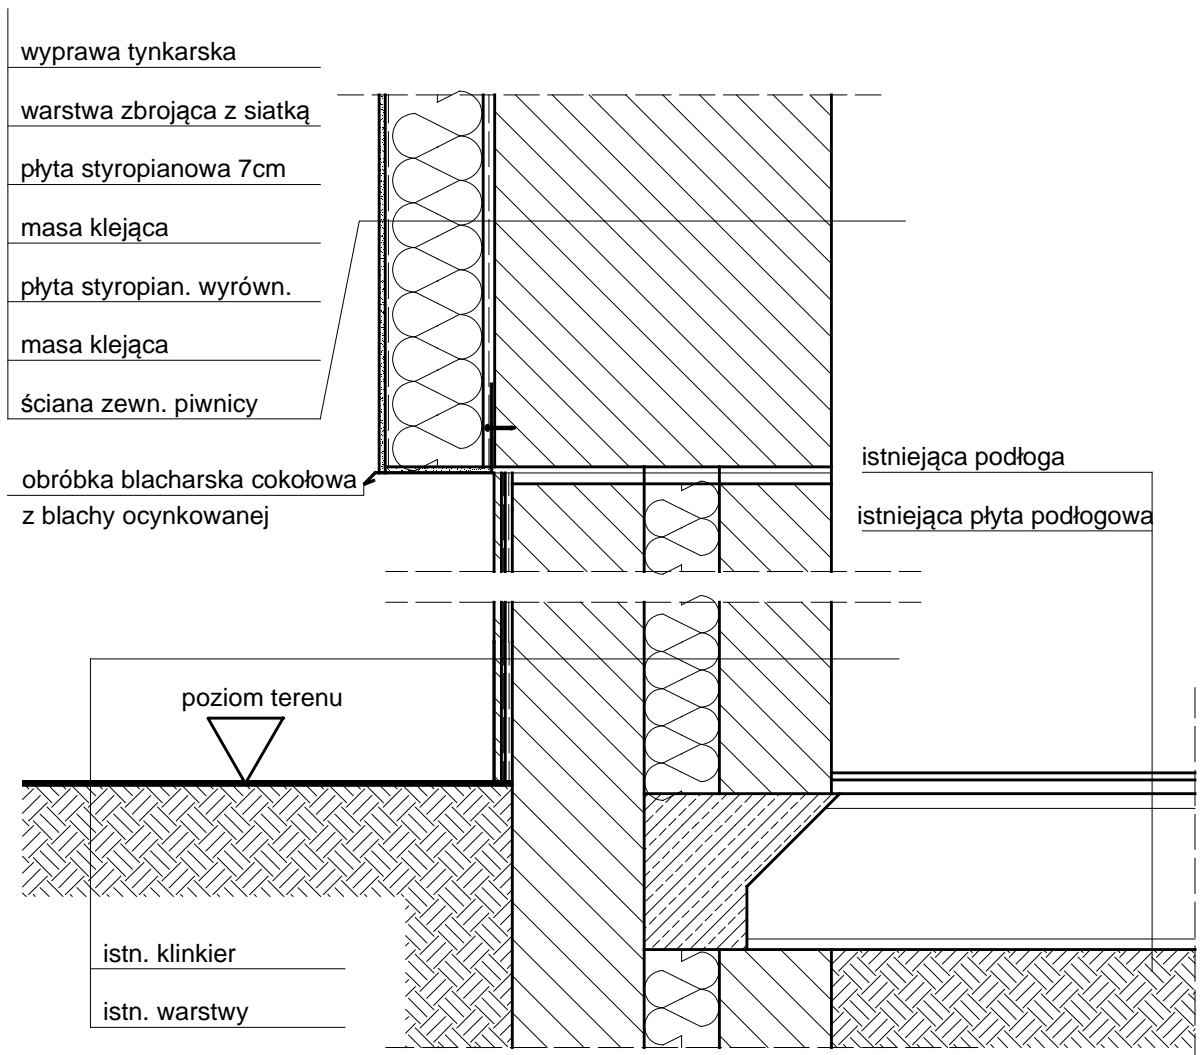 wyprawa tynkarska
warstwa zbrojąca z siatką
płyta styropianowa 7cm
masa klejąca
płyta styropian. wyrówn.
masa klejąca
ściana zewn. piwnicy
obróbka blacharska cokołowa
z blachy ocynkowanej
istniejąca podłoga
istniejąca płyta podłogowa
poziom terenu
istn. klinkier
istn. warstwy